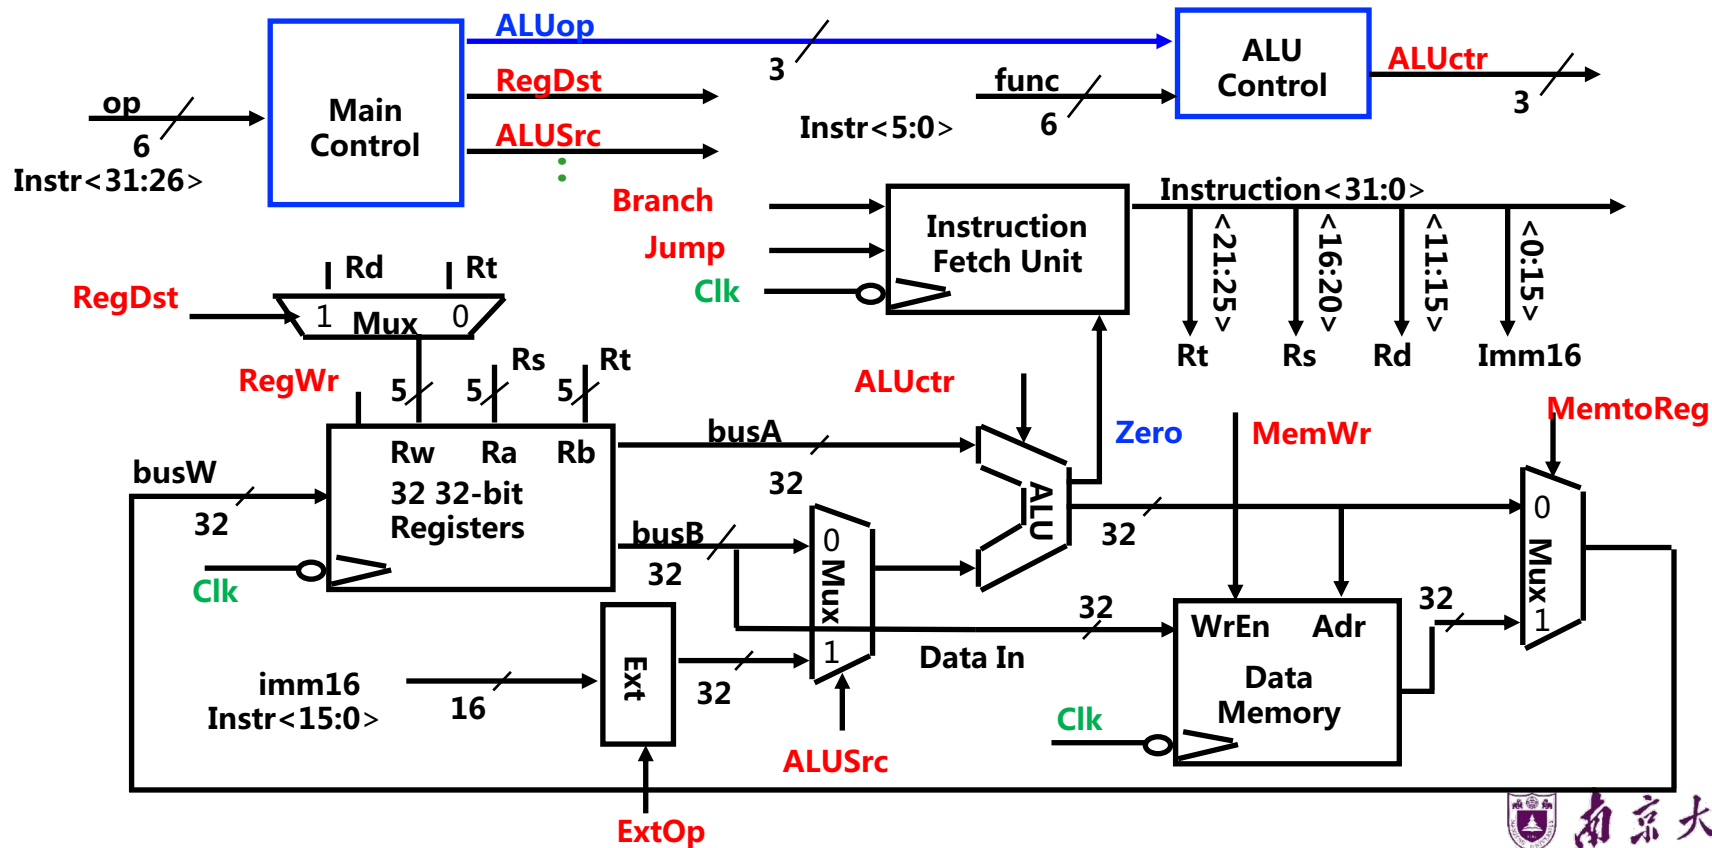 ALUop
3
ALU
Control
ALUctr
3
op
6
Instr<31:26>
Main
Control
RegDst
ALUSrc
func
6
Instr<5:0>
Branch
Jump
Clk
Instruction
Fetch Unit
Instruction<31:0>
<21:25>
<16:20>
<11:15>
<0:15>
Rt
Rs
Rd
Imm16
Rd
Rt
RegDst
1
Mux
0
RegWr
5
5
Rs
5
Rt
ALUctr
Zero
MemWr
MemtoReg
busW
32
Rw
Ra
Rb
32 32-bit
Registers
Clk
busA
32
busB
32
0
Mux
1
ALU
32
32
WrEn
Adr
Data
Memory
Clk
32
0
Mux
1
Data In
imm16
Instr<15:0>
16
Ext
32
ALUSrc
ExtOp
南京大